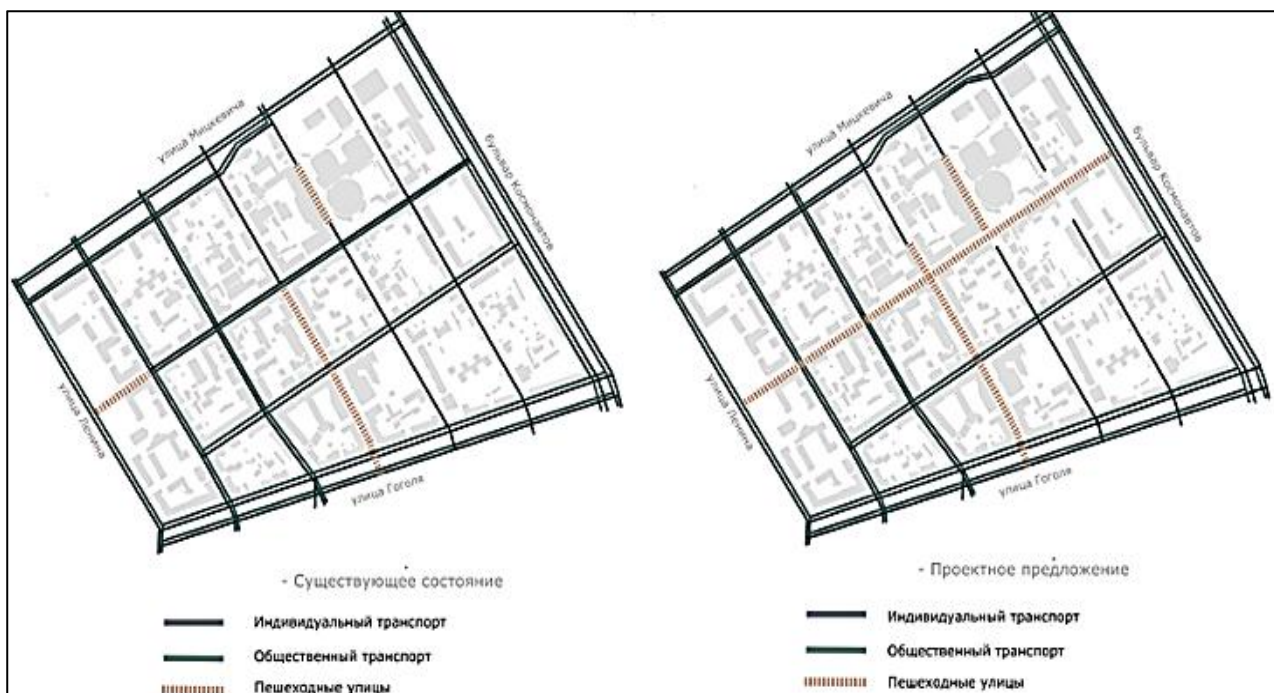 улица Мицкевича
бульвар Космонавтов
улица Ленина
улица Гоголя
- Существующее состояние
Индивидуальный транспорт
Общественный транспорт
Пешеходные улицы
улица Мицкевича
бульвар Космонавтов
улица Ленина
улица Гоголя
- Проектное предложение
Индивидуальный транспорт
Общественный транспорт
Пешеходные улицы